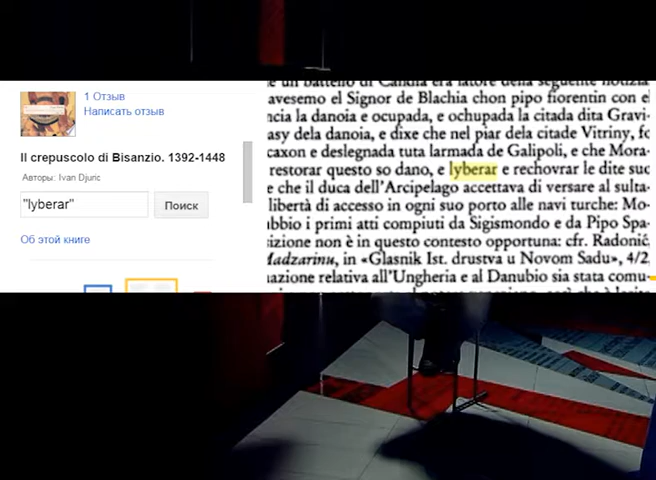 1 Отзыв
Написать отзыв
Il crepuscolo di Bisanzio. 1392-1448
Авторы: Ivan Djuric
"lyberar"
Поиск
Об этой книге
avesemo el Signor de Blachia chon pipo fiorentin con e
ncia la danoia e ocupada, e ochupada la citada dita Gravi-
asy dela danoia, e dixe che nel piar dela citade Vitriny, fo
caxon e deslegnada tuta larmada de Galipoli, e che Mora-
restorar questo so dano, e lyberar e rechovrar le dite suc
e che il duca dell'Arcipelago accettava di versare al sulta-
libertà di accesso in ogni suo porto alle navi turche: Mo-
bbio i primi atti compiuti da Sigismondo e da Pipo Spa-
izione non è in questo contesto opportuna: cfr. Radonić
Madzarinu, in «Glasnik Ist. drustva u Novom Sadu», 4/2
azione relativa all'Ungheria e al Danubio sia stata comu-